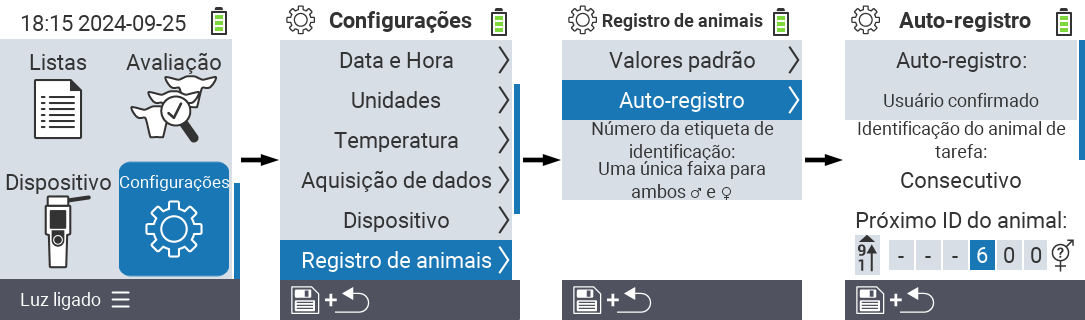 18:15 2024-09-25
Listas
Avaliação
Dispositivo
Configurações
Luz ligado
Configurações
Data e Hora
Unidades
Temperatura
Aquisição de dados
Dispositivo
Registro de animais
+
Registro de animais
Valores padrão
Auto-registro
Número da etiqueta de
identificação:
Uma única faixa para
ambos ♂ e ♀
+
Auto-registro
Auto-registro:
Usuário confirmado
Identificação do animal de
tarefa:
Consecutivo
Próximo ID do animal:
9
1
- - - 6 0 0
?
+